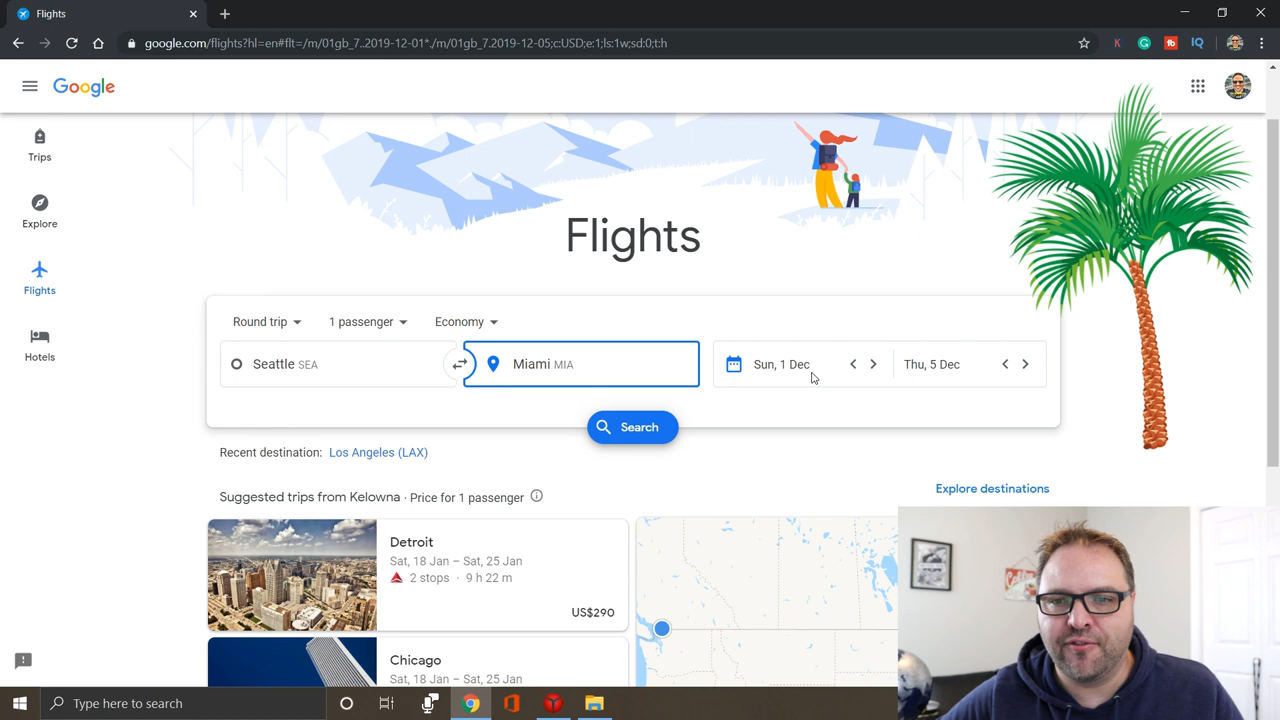 Flights
google.com/flights?hl=en#flt=/m/01gb_7..2019-12-01*./m/01gb_7.2019-12-05;c:USD;e:1;ls:1w;sd:0;t:h
Google
Trips
Explore
Flights
Hotels
Flights
Round trip 1 passenger Economy
Seattle SEA Miami MIA Sun, 1 Dec Thu, 5 Dec
Search
Recent destination: Los Angeles (LAX)
Explore destinations
Suggested trips from Kelowna · Price for 1 passenger
Detroit
Sat, 18 Jan – Sat, 25 Jan
2 stops · 9 h 22 m
US$290
Chicago
Sat, 18 Jan – Sat, 25 Jan
Type here to search